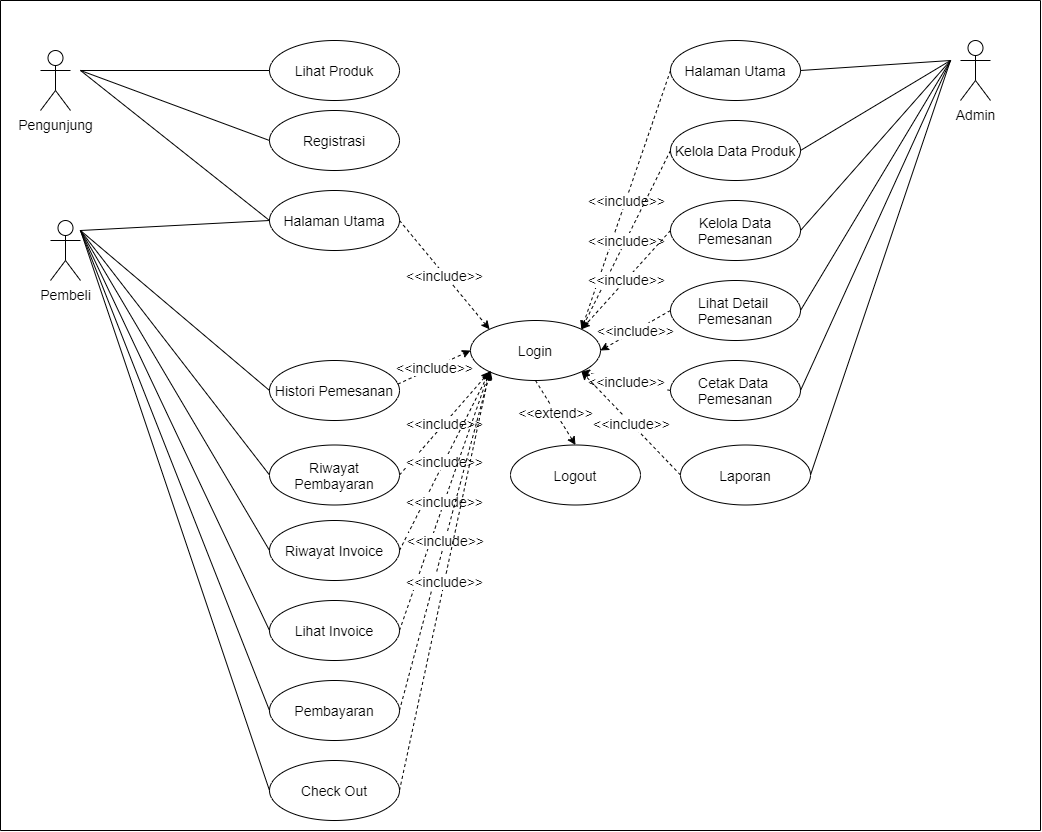 Pengunjung
Pembeli
Lihat Produk
Registrasi
Halaman Utama
Histori Pemesanan
Riwayat
Pembayaran
Riwayat Invoice
Lihat Invoice
Pembayaran
Check Out
<<include>>
<<include>>
<<include>>
<<include>>
<<include>>
<<include>>
<<include>>
Login
<<extend>>
Logout
<<include>>
<<include>>
<<include>>
<<include>>
<<include>>
<<include>>
Halaman Utama
Kelola Data Produk
Kelola Data
Pemesanan
Lihat Detail
Pemesanan
Cetak Data
Pemesanan
Laporan
Admin